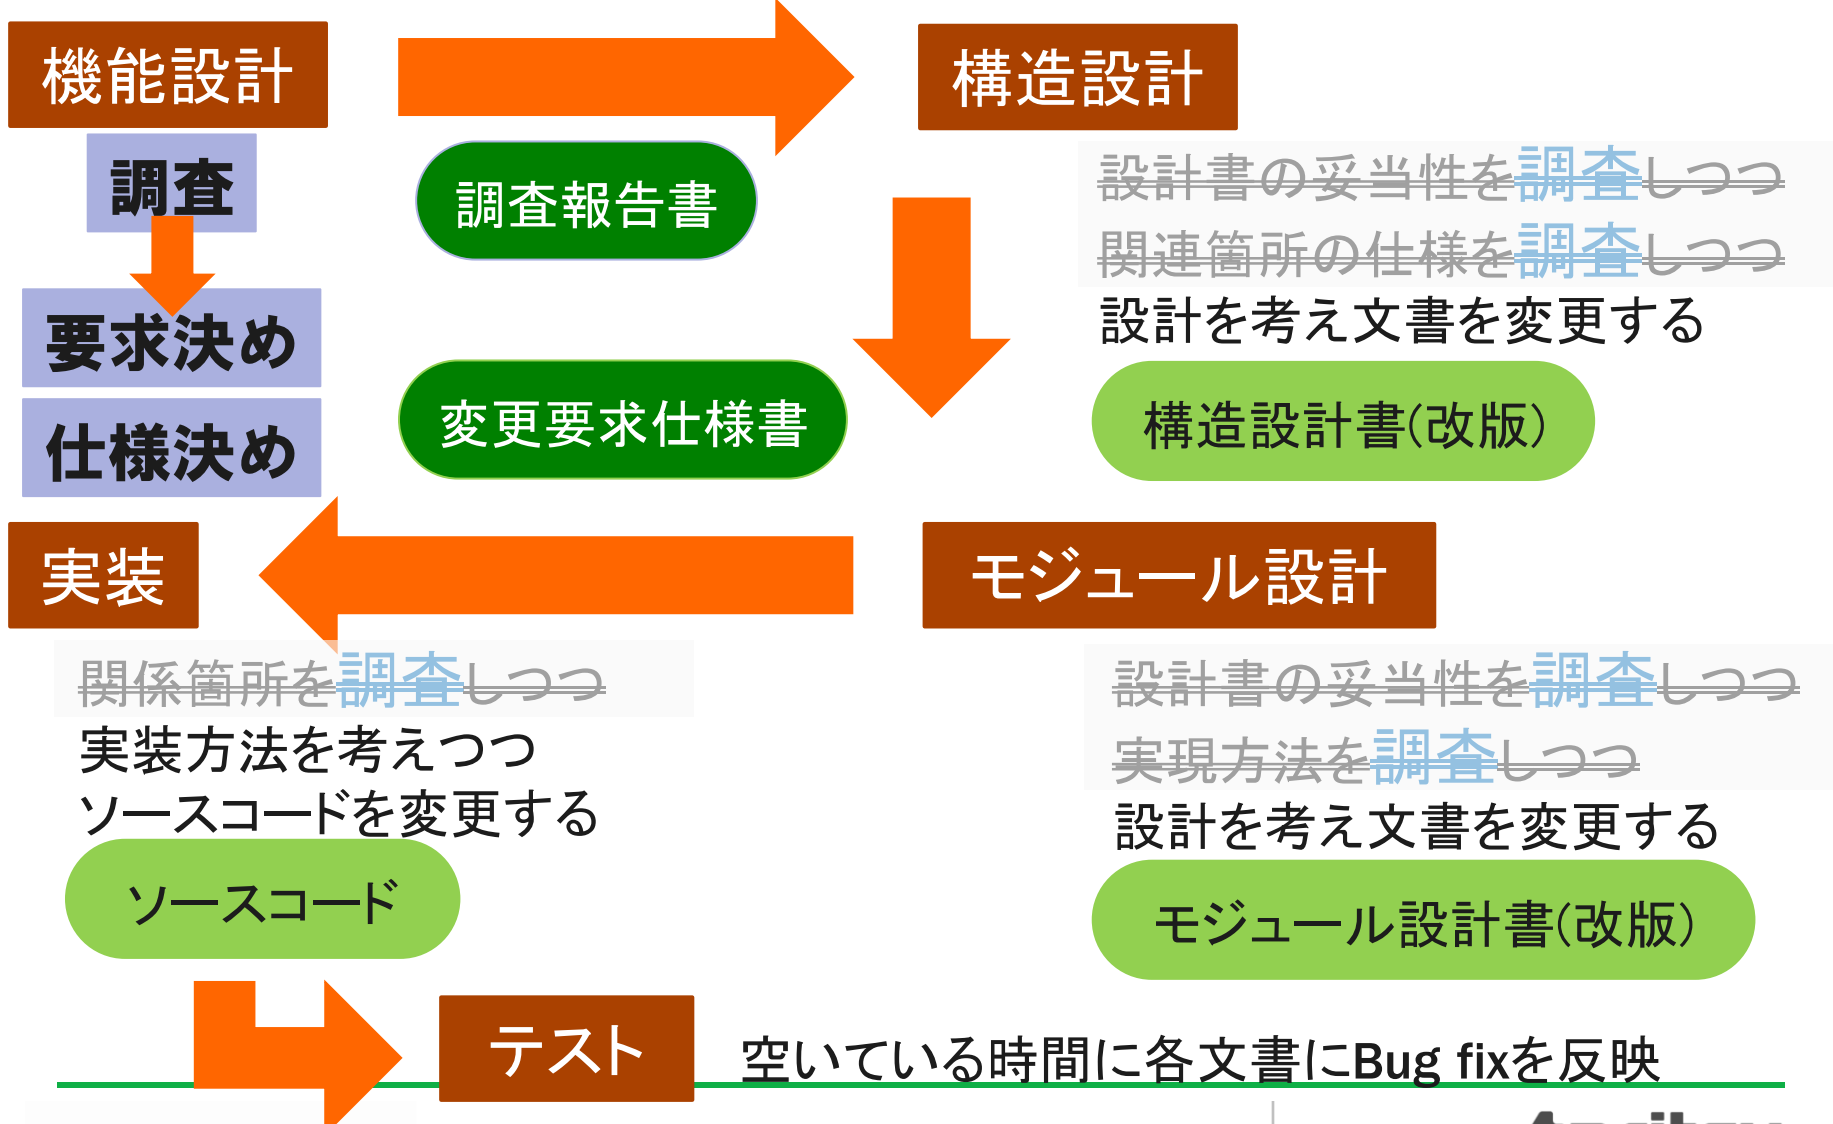 機能設計
構造設計
調査
調査報告書
設計書の妥当性を調査しつつ
関連箇所の仕様を調査しつつ
設計を考え文書を変更する
要求決め
変更要求仕様書
構造設計書(改版)
仕様決め
実装
モジュール設計
関係箇所を調査しつつ
実装方法を考えつつ
ソースコードを変更する
ソースコード
設計書の妥当性を調査しつつ
実現方法を調査しつつ
設計を考え文書を変更する
モジュール設計書(改版)
テスト
空いている時間に各文書にBug fixを反映